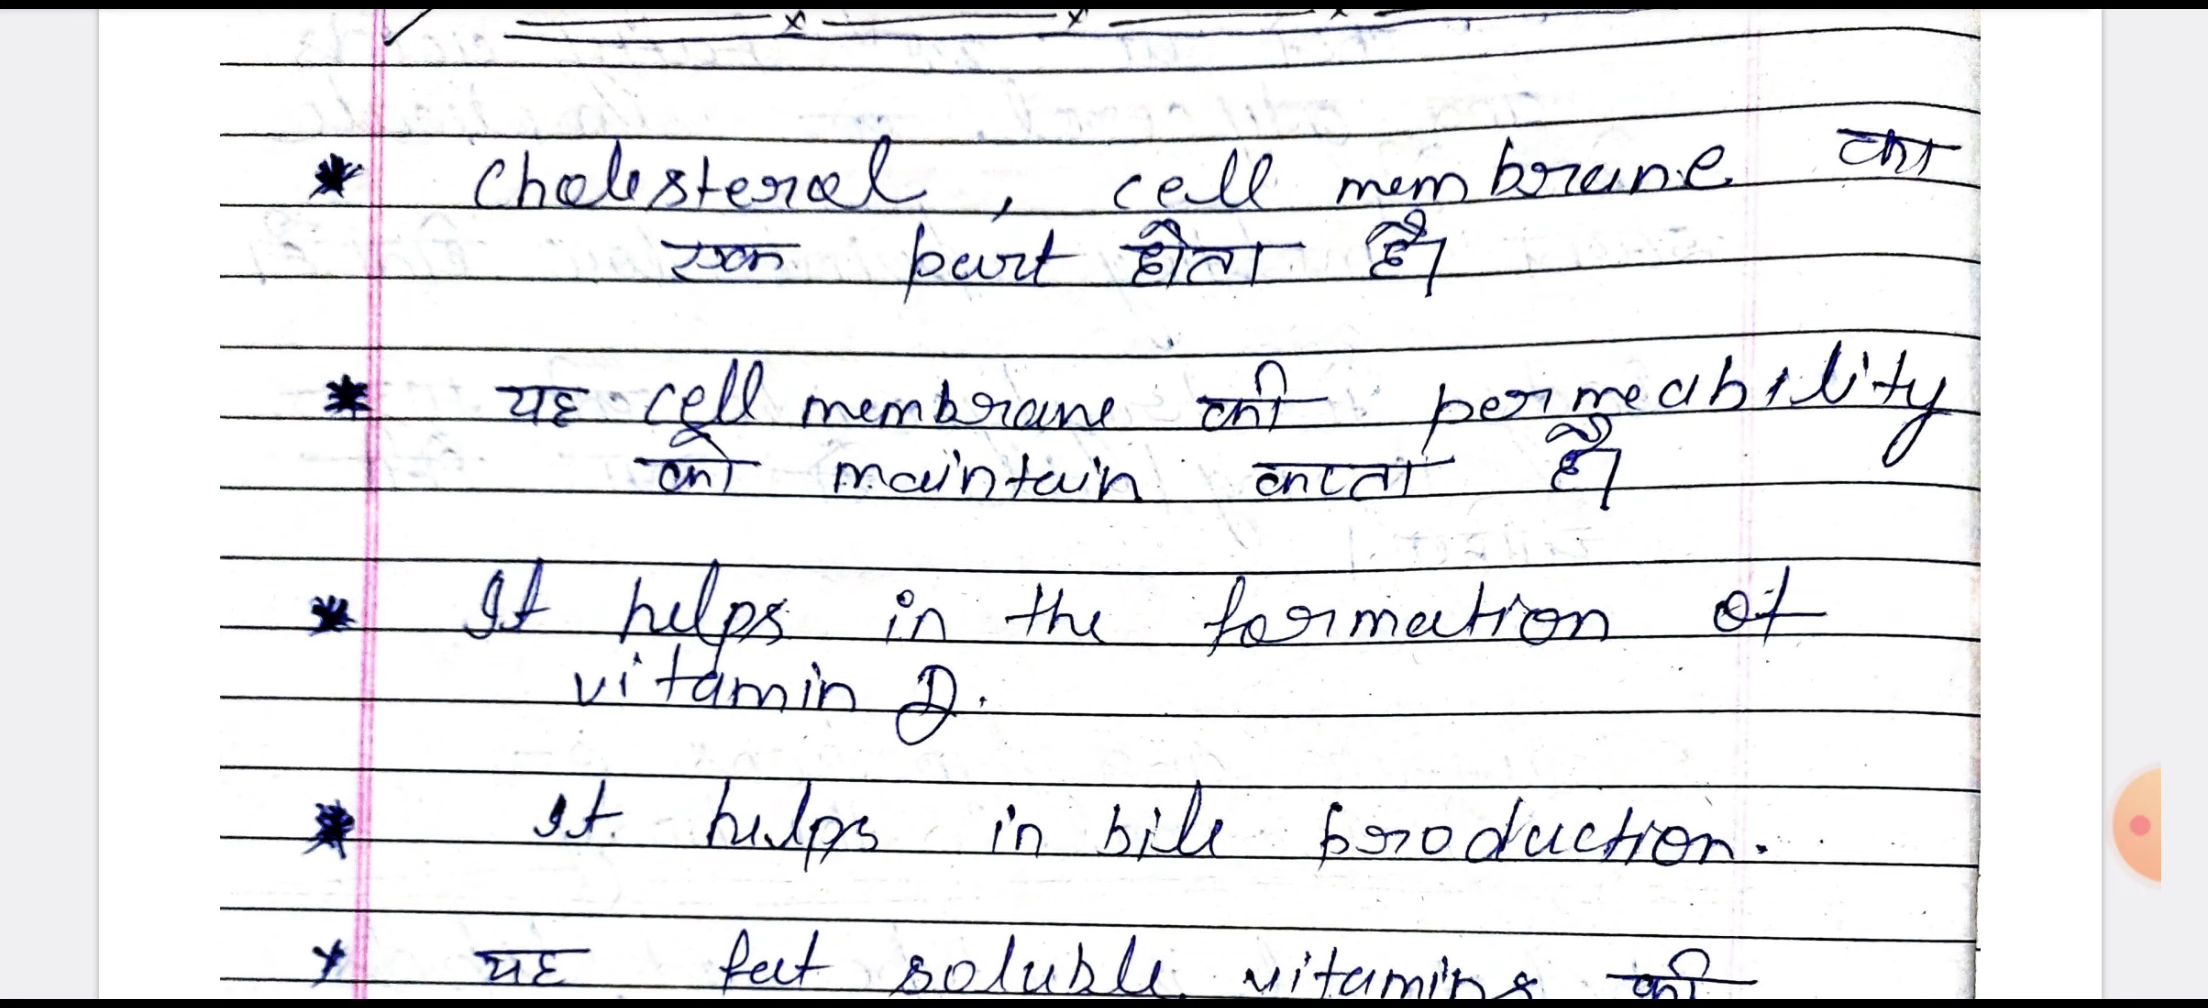 * Cholesterol, cell membrane का
एक part होता है।
* यह cell membrane की permeability
को maintain करता है।
* It helps in the formation of
vitamin D.
* It helps in bile production.
* यह fat soluble vitamins की